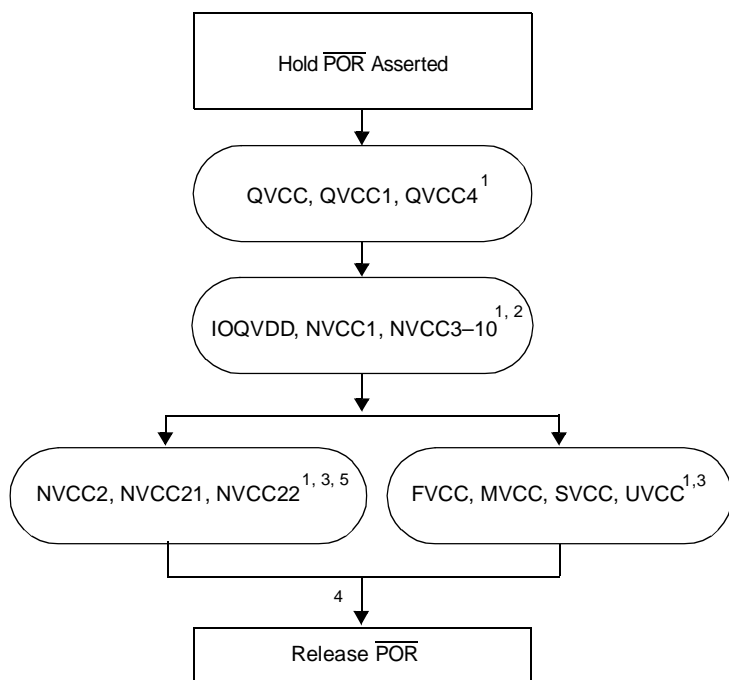 Hold POR Asserted
QVCC, QVCC1, QVCC4 1
IOQVDD, NVCC1, NVCC3–10 1, 2
NVCC2, NVCC21, NVCC22 1, 3, 5
FVCC, MVCC, SVCC, UVCC 1,3
4
Release POR